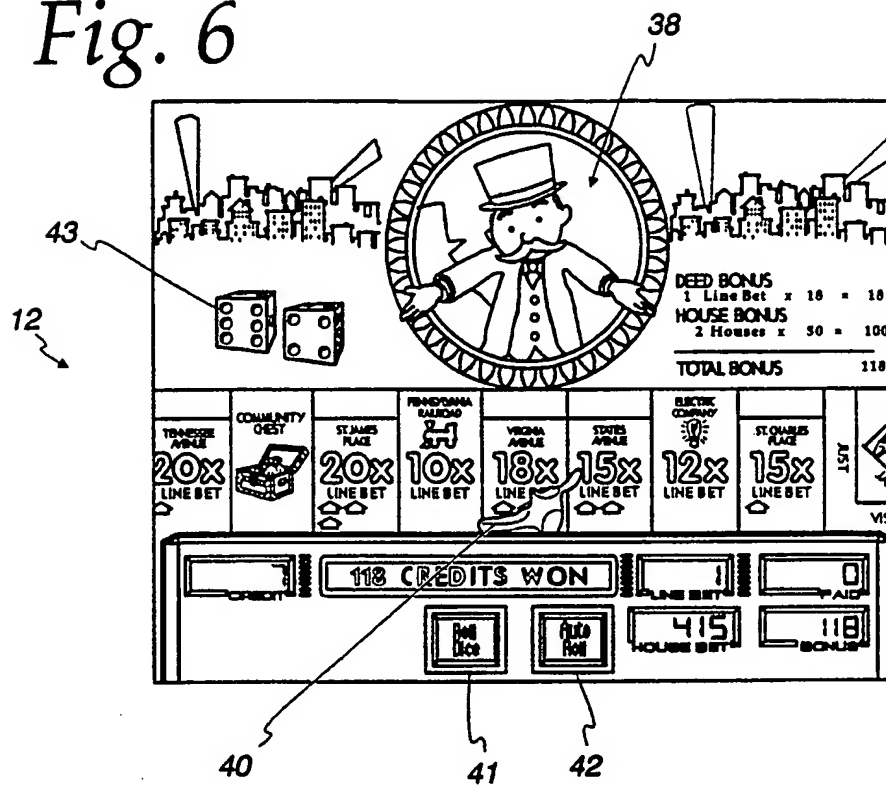 Fig. 6
38
43
12
DEED BONUS
1 Line Bet x 18 = 18
HOUSE BONUS
2 Houses x 50 = 100
TOTAL BONUS 118
TENNESSEE AVENUE
20x
LINE BET
COMMUNITY CHEST
ST. JAMES PLACE
20x
LINE BET
PENNSYLVANIA RAILROAD
10x
LINE BET
VIRGINIA AVENUE
18x
LINE BET
STATES AVENUE
15x
LINE BET
ELECTRIC COMPANY
12x
LINE BET
ST. CHARLES PLACE
15x
LINE BET
JUST
VIS
CREDIT
118 CREDITS WON
1
LINE BET
0
PAID
Roll Dice
Auto Roll
415
HOUSE BET
118
BONUS
40
41
42